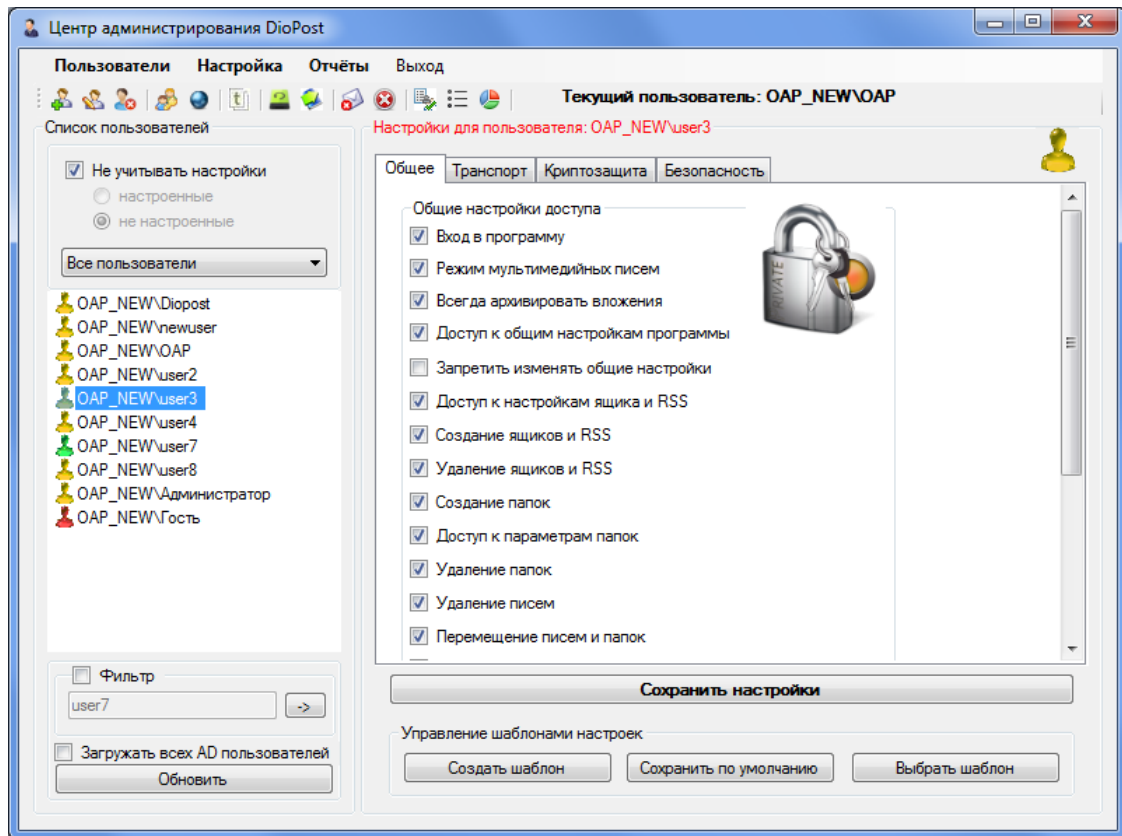 Центр администрирования DioPost
Пользователи Настройка Отчёты Выход
Текущий пользователь: OAP_NEW\OAP
Список пользователей
Не учитывать настройки
настроенные
не настроенные
Все пользователи
OAP_NEW\Diopost
OAP_NEW\newuser
OAP_NEW\OAP
OAP_NEW\user2
OAP_NEW\user3
OAP_NEW\user4
OAP_NEW\user7
OAP_NEW\user8
OAP_NEW\Администратор
OAP_NEW\Гость
Фильтр
user7
->
Загружать всех AD пользователей
Обновить
Настройки для пользователя: OAP_NEW\user3
Общее Транспорт Криптозащита Безопасность
Общие настройки доступа
Вход в программу
Режим мультимедийных писем
Всегда архивировать вложения
Доступ к общим настройкам программы
Запретить изменять общие настройки
Доступ к настройкам ящика и RSS
Создание ящиков и RSS
Удаление ящиков и RSS
Создание папок
Доступ к параметрам папок
Удаление папок
Удаление писем
Перемещение писем и папок
RIVATE
Сохранить настройки
Управление шаблонами настроек
Создать шаблон Сохранить по умолчанию Выбрать шаблон